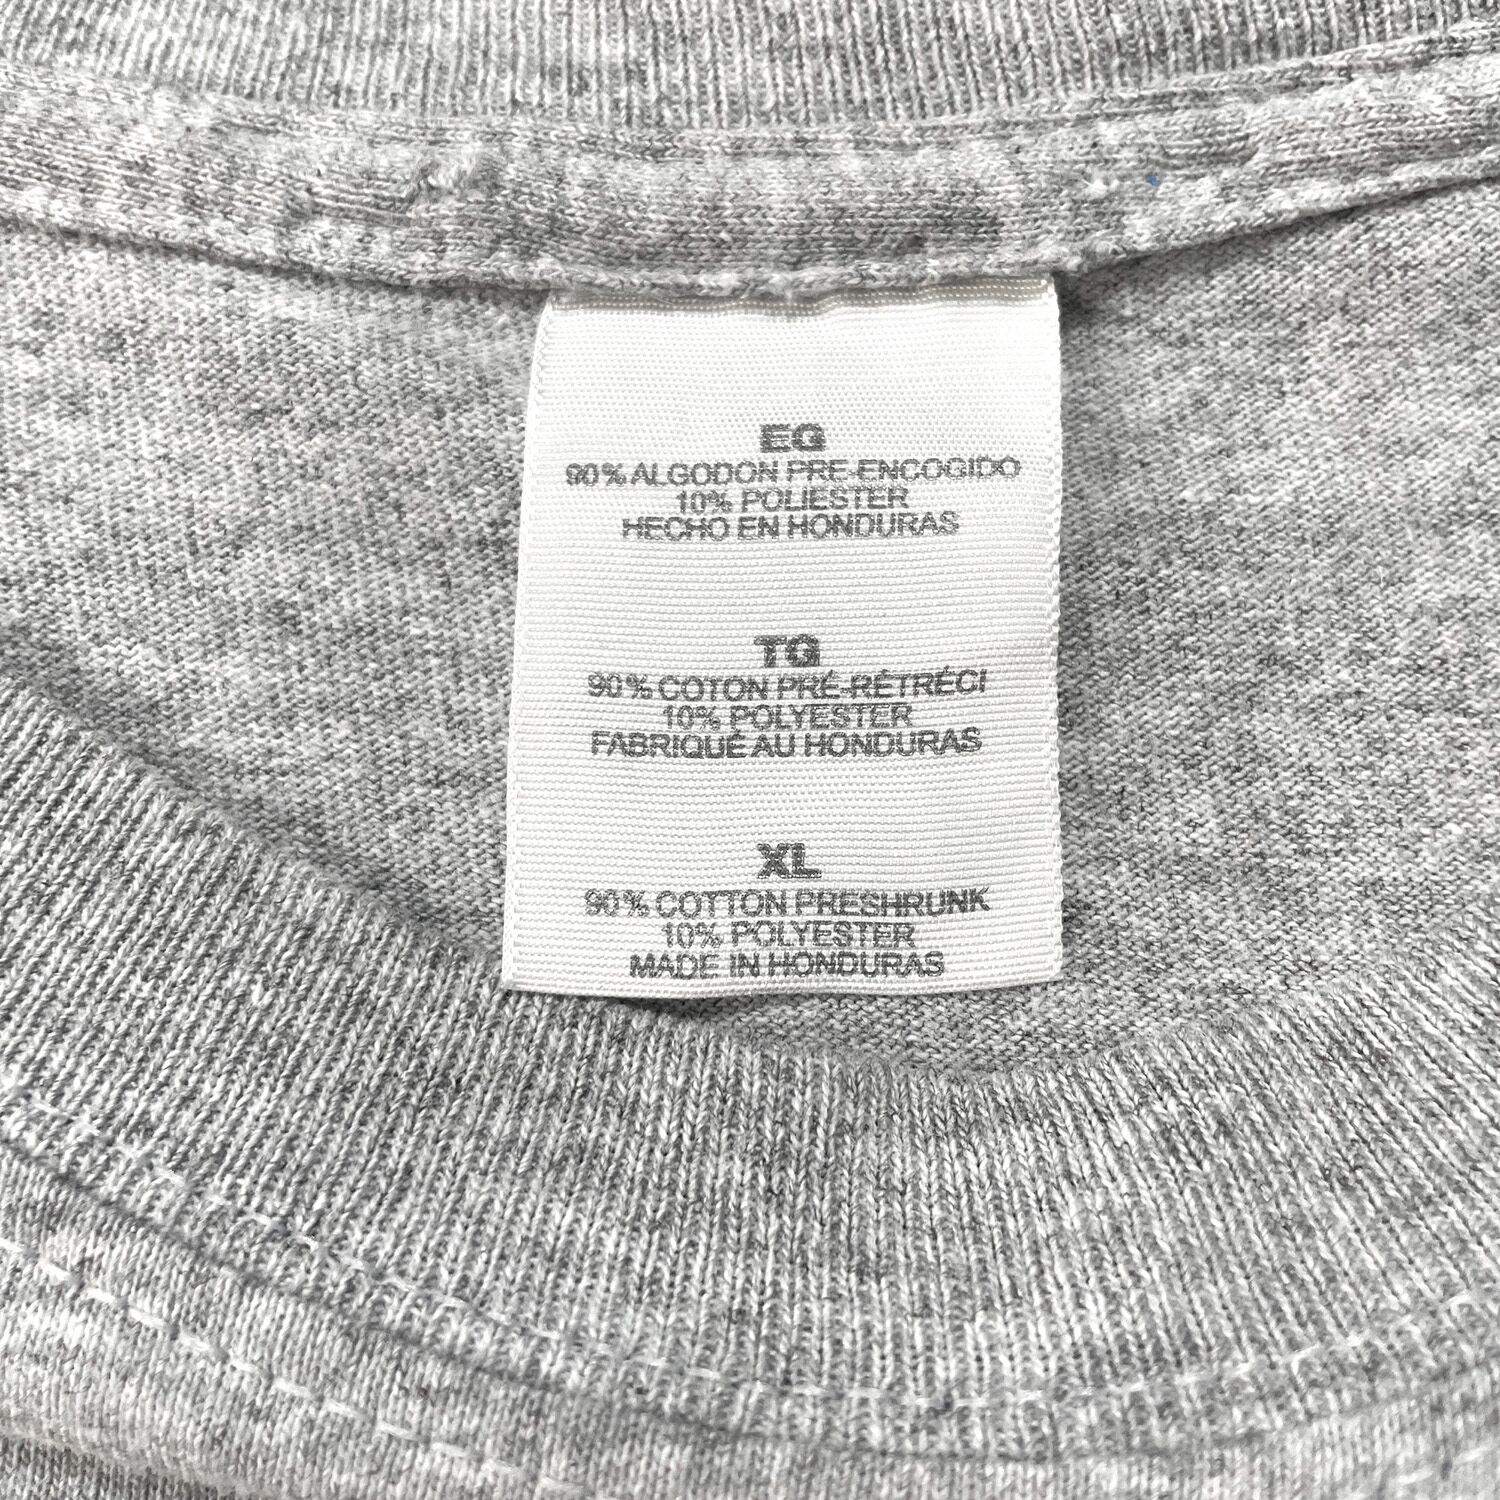 EG
90% ALGODON PRE-ENCOGIDO
10% POLIESTER
HECHO EN HONDURAS
TG
90% COTON PRÉ-RÉTRÉCI
10% POLYESTER
FABRIQUÉ AU HONDURAS
XL
90% COTTON PRESHRUNK
10% POLYESTER
MADE IN HONDURAS